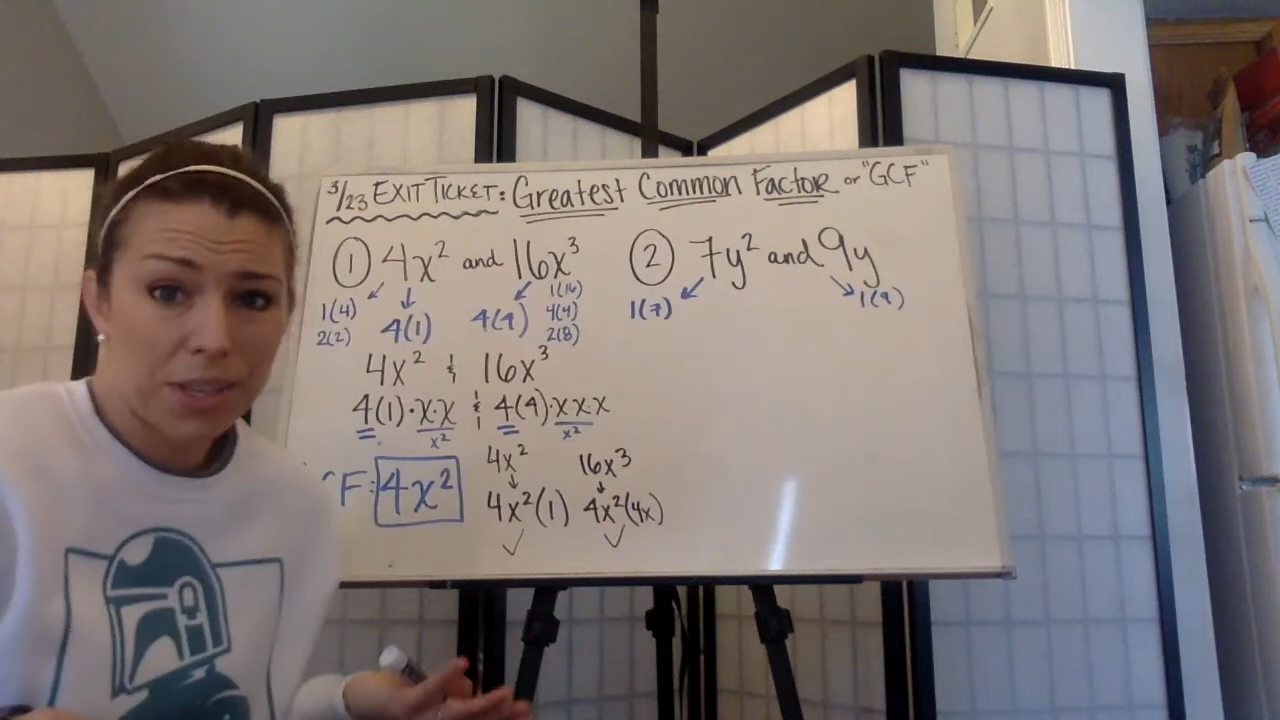 3/23 EXIT TICKET: Greatest Common Factor or "GCF"
① 4x² and 16x³
1(4)
2(2)
4(1)
4(4)
1(16)
4(4)
2(8)
4x² & 16x³
4(1)·x·x & 4(4)·x·x·x
x² x²
F: 4x²
4x² 16x³
4x²(1) 4x²(4x)
✓ ✓
② 7y² and 9y
1(7) 1(9)